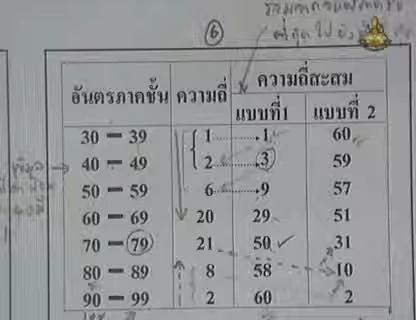 6
อันตรภาคชั้น ความถี่ ความถี่สะสม
แบบที่1 แบบที่ 2
30 - 39 1 1 60
40 - 49 2 3 59
50 - 59 6 9 57
60 - 69 20 29 51
70 - 79 21 50 31
80 - 89 8 58 10
90 - 99 2 60 2